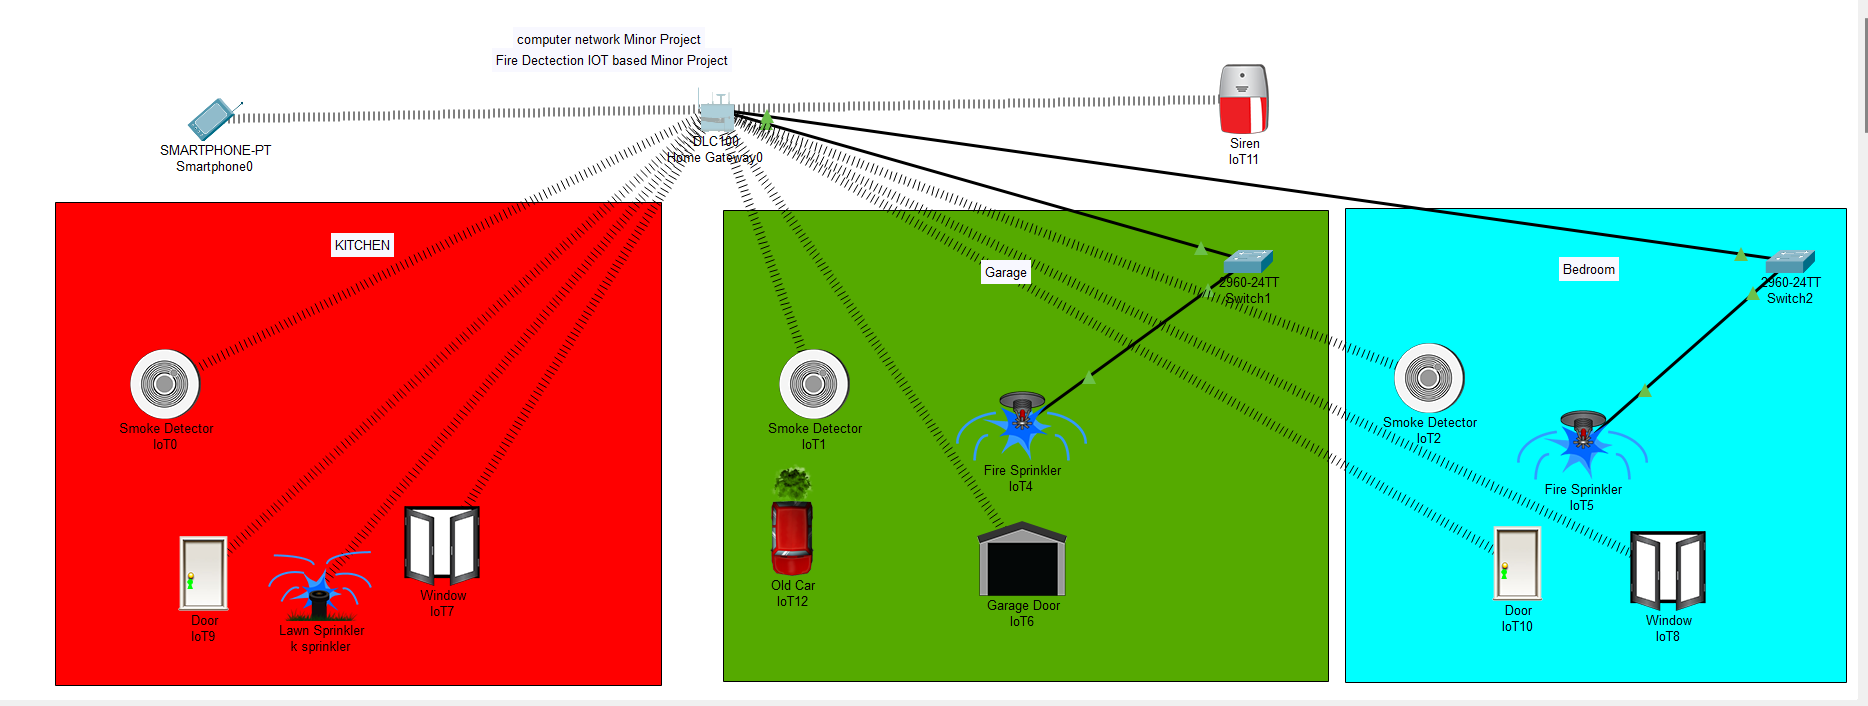 computer network Minor Project
Fire Dectection IOT based Minor Project
SMARTPHONE-PT
Smartphone0
DLC100
Home Gateway0
Siren
IoT11
KITCHEN
Smoke Detector
IoT0
Door
IoT9
Lawn Sprinkler
k sprinkler
Window
IoT7
Garage
2960-24TT
Switch1
Smoke Detector
IoT1
Fire Sprinkler
IoT4
Old Car
IoT12
Garage Door
IoT6
Bedroom
2960-24TT
Switch2
Smoke Detector
IoT2
Fire Sprinkler
IoT5
Door
IoT10
Window
IoT8